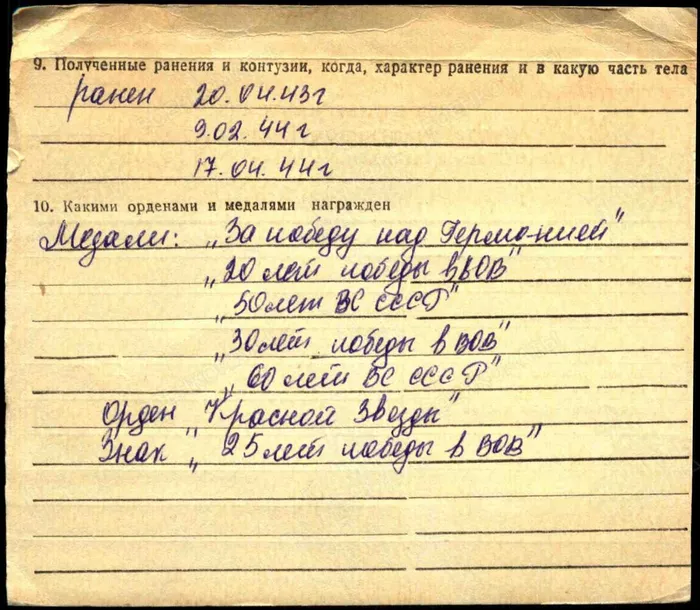 9. Полученные ранения и контузии, когда, характер ранения и в какую часть тела
ранен 20.04.43г
9.02.44г
17.04.44г
10. Какими орденами и медалями награжден
Медали: „За победу над Германией"
„20 лет победы в ВОВ"
„50 лет ВС СССР"
„30 лет победы в ВОВ"
„60 лет ВС СССР"
Орден „Красной Звезды"
Знак „25 лет победы в ВОВ"